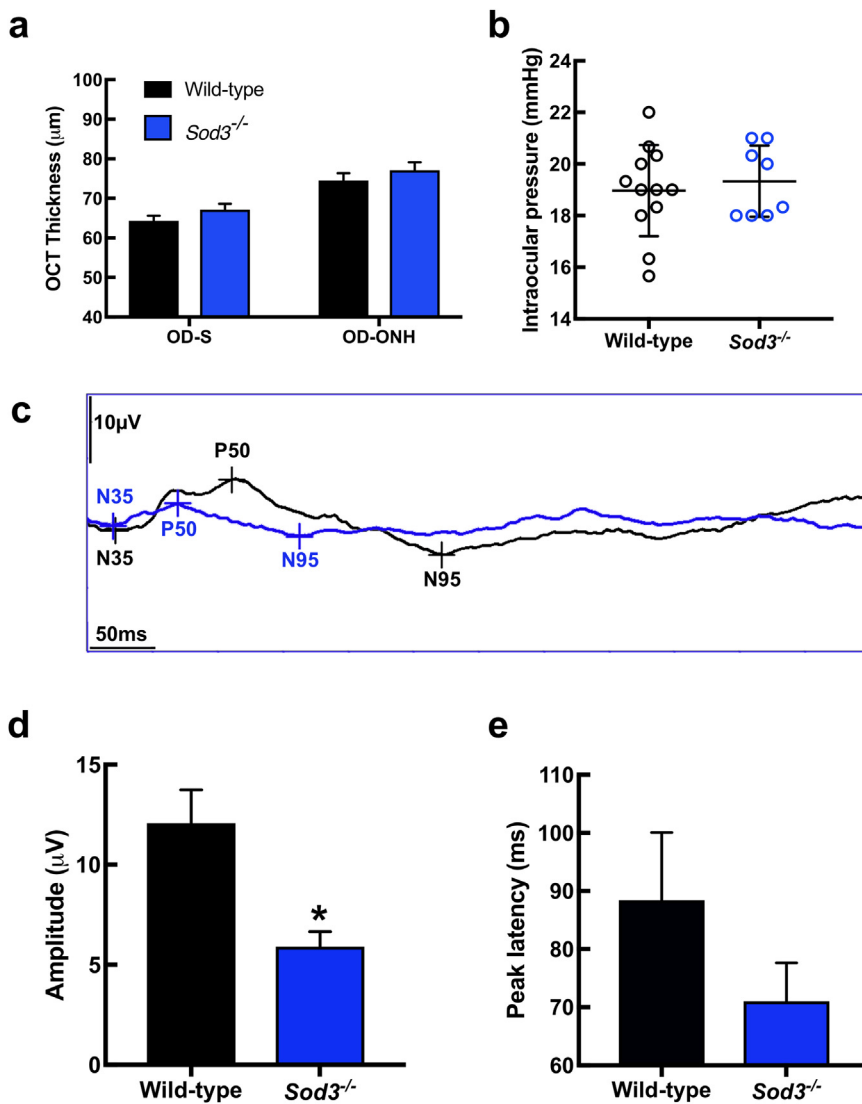 a
OCT Thickness (μm)
100
90
80
70
60
50
40
Wild-type
Sod3-/-
OD-S
OD-ONH
b
Intraocular pressure (mmHg)
24
22
20
18
16
14
Wild-type
Sod3-/-
c
10μV
P50
N35
P50
N35
N95
N95
50ms
d
Amplitude (μV)
15
10
5
0
*
Wild-type
Sod3-/-
e
Peak latency (ms)
110
100
90
80
70
60
Wild-type
Sod3-/-